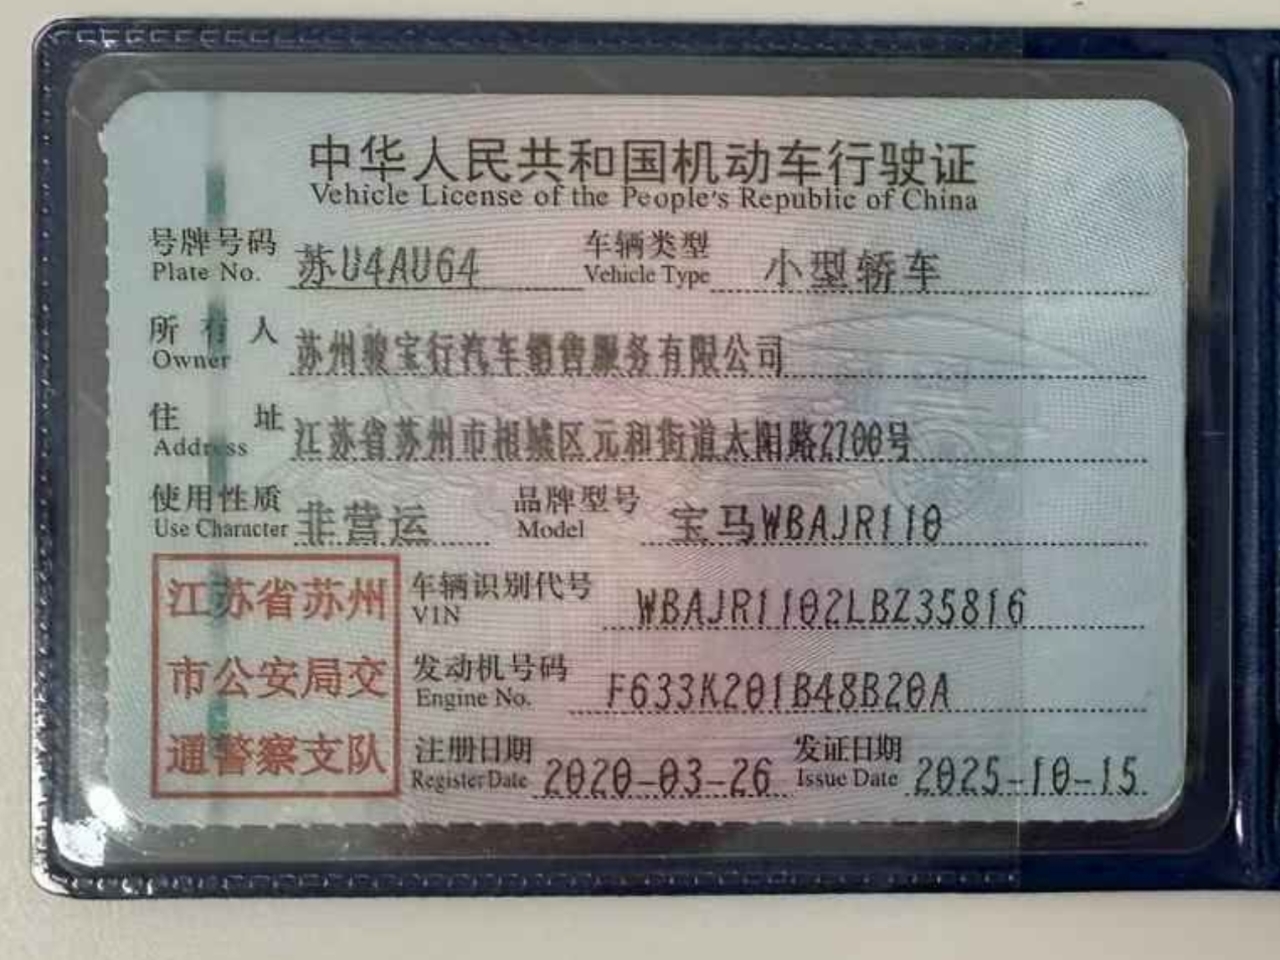 中华人民共和国机动车行驶证
Vehicle License of the People's Republic of China
号牌号码 苏U4AU64 车辆类型 小型轿车
Plate No. Vehicle Type
所有人 苏州骏宝行汽车销售服务有限公司
Owner
住址 江苏省苏州市相城区元和街道太阳路2700号
Address
使用性质 非营运 品牌型号 宝马WBAJR110
Use Character Model
江苏省苏州
市公安局交
通警察支队
车辆识别代号 WBAJR1102LBZ35816
VIN
发动机号码 F633K201B48B20A
Engine No.
注册日期 2020-03-26 发证日期 2025-10-15
Register Date Issue Date